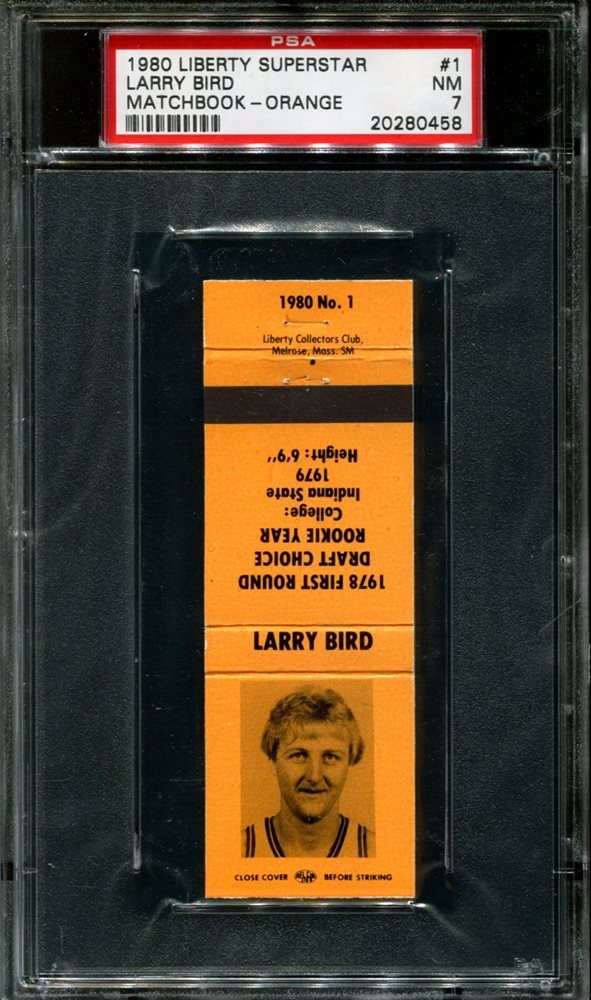 PSA
1980 LIBERTY SUPERSTAR #1
LARRY BIRD NM
MATCHBOOK - ORANGE 7
20280458
1980 No. 1
Liberty Collectors Club,
Melrose, Mass. SM
1978 FIRST ROUND
DRAFT CHOICE
ROOKIE YEAR
College:
Indiana State
1979
Height: 6'9''
LARRY BIRD
CLOSE COVER BEFORE STRIKING